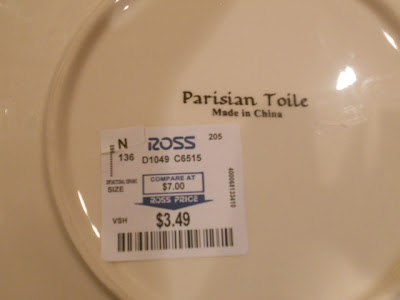 Parisian Toile
Made in China
N ROSS 205
136 D1049 C6515
COMPARE AT
$7.00
SIZE
ROSS PRICE
VSH $3.49